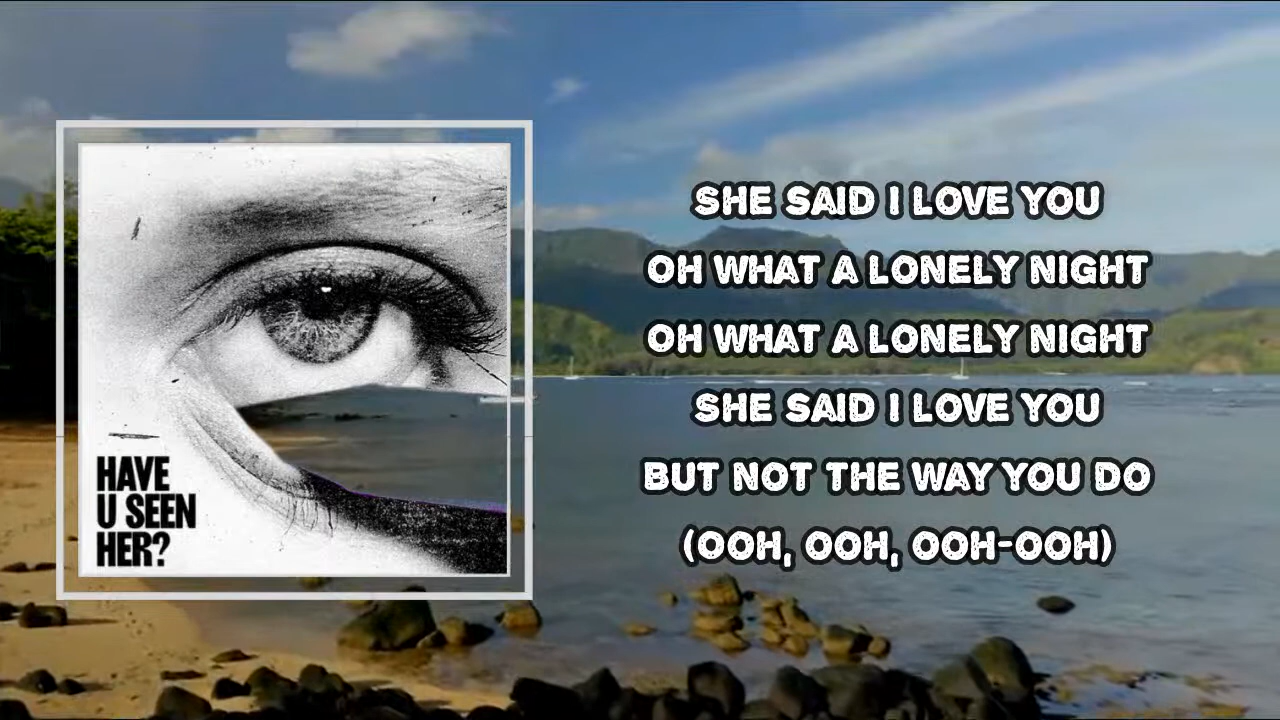 HAVE
U SEEN
HER?
SHE SAID I LOVE YOU
OH WHAT A LONELY NIGHT
OH WHAT A LONELY NIGHT
SHE SAID I LOVE YOU
BUT NOT THE WAY YOU DO
(OOH, OOH, OOH-OOH)